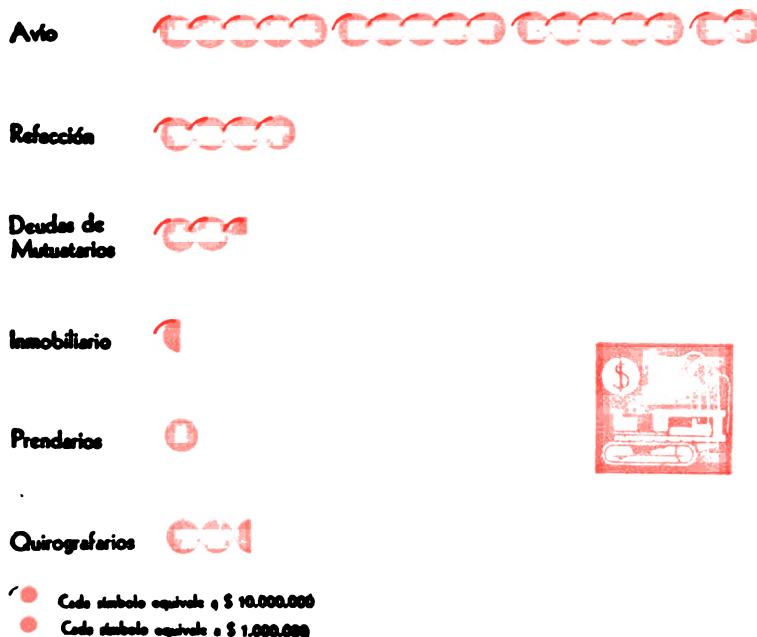 Avío
Refección
Deudas de
Mutuatarios
Inmobiliario
Prendarios
$
Quirografarios
Cada símbolo equivale a $ 10.000.000
Cada símbolo equivale a $ 1.000.000